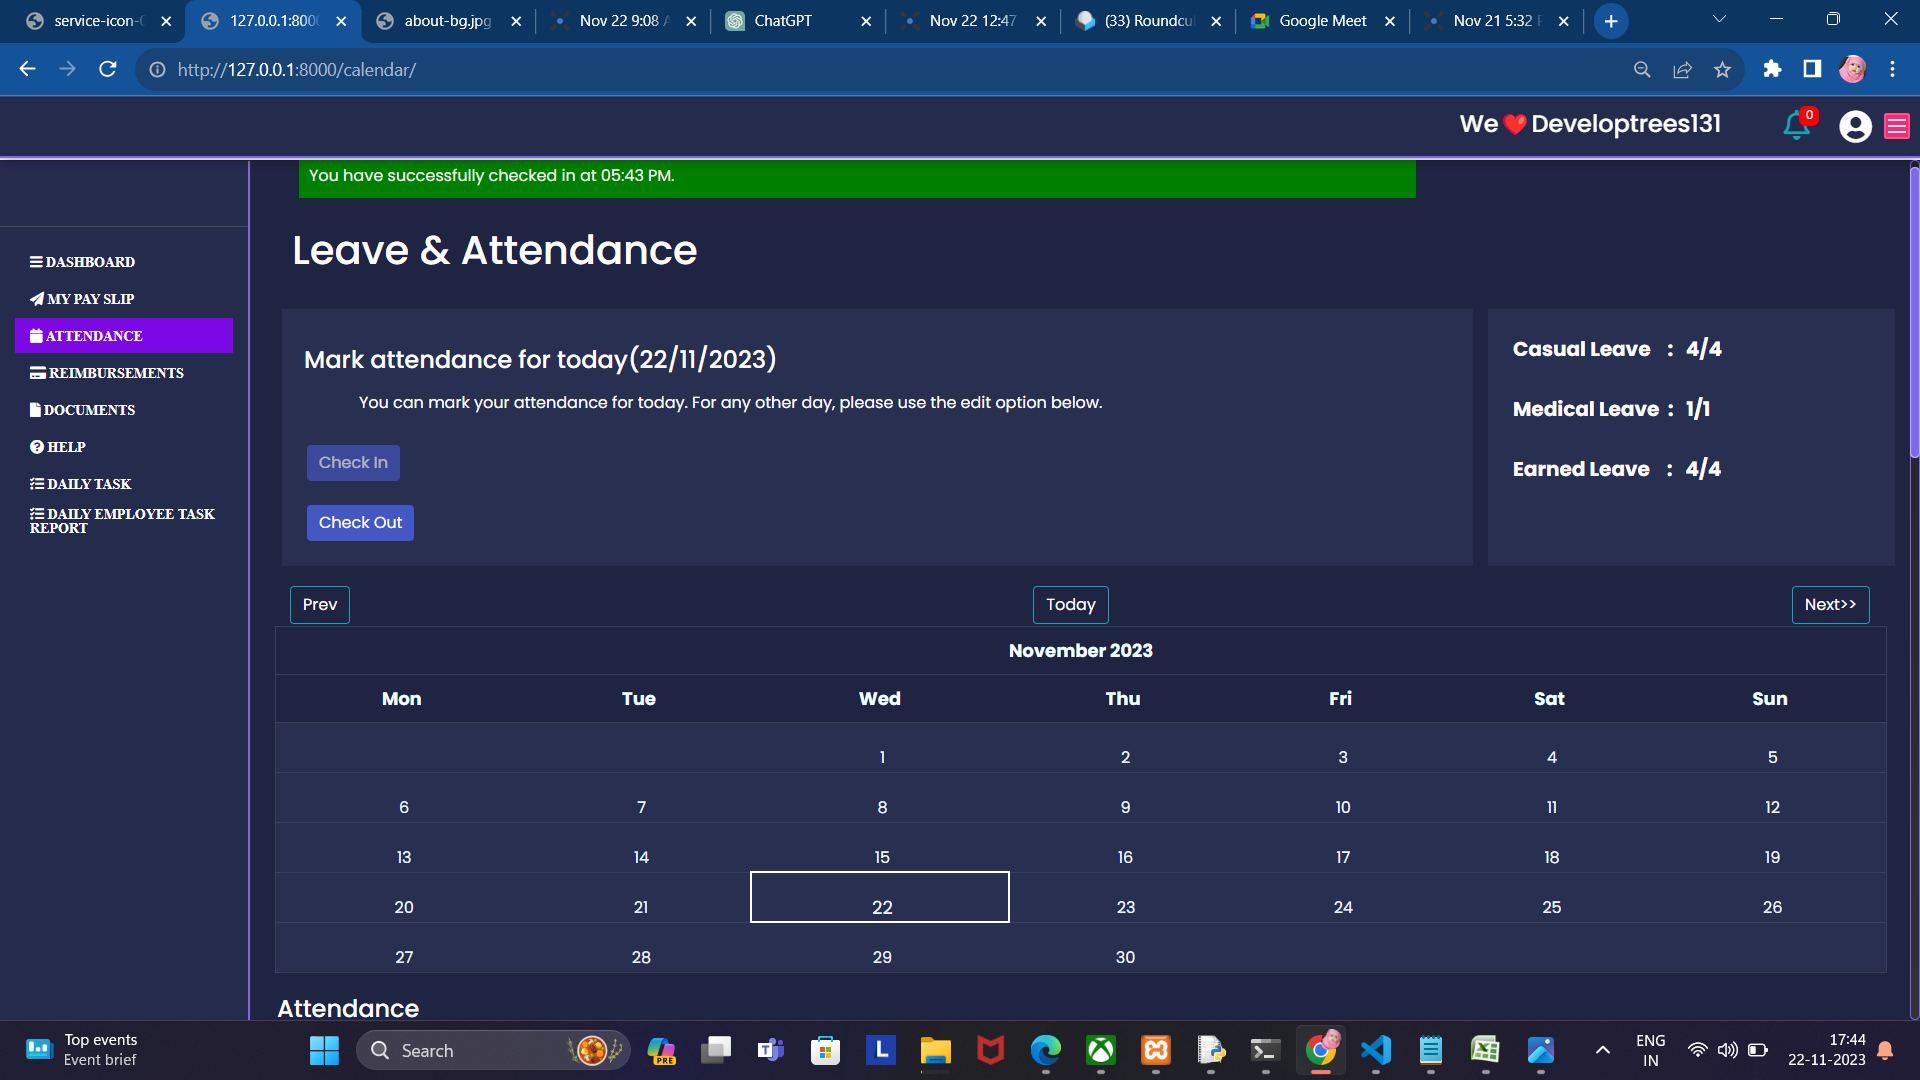 service-icon-
127.0.0.1:8000
about-bg.jpg
Nov 22 9:08
ChatGPT
Nov 22 12:47
(33) Roundcu
Google Meet
Nov 21 5:32
http://127.0.0.1:8000/calendar/
We ❤ Developtrees131
0
You have successfully checked in at 05:43 PM.
Leave & Attendance
DASHBOARD
MY PAY SLIP
ATTENDANCE
REIMBURSEMENTS
DOCUMENTS
HELP
DAILY TASK
DAILY EMPLOYEE TASK
REPORT
Mark attendance for today(22/11/2023)
You can mark your attendance for today. For any other day, please use the edit option below.
Check In
Check Out
Casual Leave : 4/4
Medical Leave : 1/1
Earned Leave : 4/4
Prev
Today
Next>>
November 2023
Mon Tue Wed Thu Fri Sat Sun
1 2 3 4 5
6 7 8 9 10 11 12
13 14 15 16 17 18 19
20 21 22 23 24 25 26
27 28 29 30
Attendance
Top events
Event brief
Search
PRE
L
ENG
IN
17:44
22-11-2023